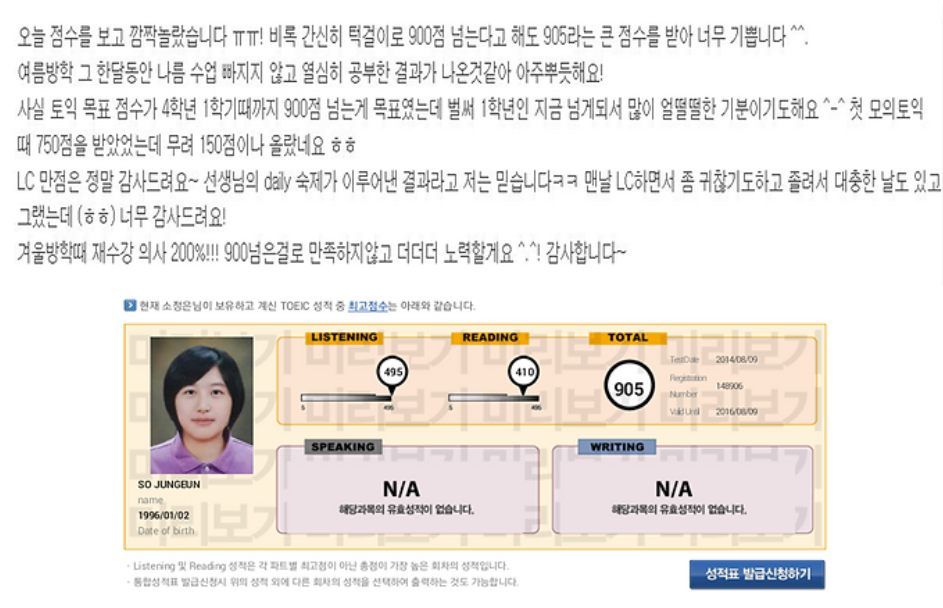 오늘 점수를 보고 깜짝놀랐습니다 ㅠㅠ! 비록 간신히 턱걸이로 900점 넘는다고 해도 905라는 큰 점수를 받아 너무 기쁩니다 ^^.
여름방학 그 한달동안 나름 수업 빠지지 않고 열심히 공부한 결과가 나온것같아 아주뿌듯해요!
사실 토익 목표 점수가 4학년 1학기때까지 900점 넘는게 목표였는데 벌써 1학년인 지금 넘게되서 많이 얼떨떨한 기분이기도해요 ^-^ 첫 모의토익
때 750점을 받았었는데 무려 150점이나 올랐네요 ㅎㅎ
LC 만점은 정말 감사드려요~ 선생님의 daily 숙제가 이루어낸 결과라고 저는 믿습니다ㅋㅋ 맨날 LC하면서 좀 귀찮기도하고 졸려서 대충한 날도 있고
그랬는데 (ㅎㅎ) 너무 감사드려요!
겨울방학때 재수강 의사 200%!!! 900넘은걸로 만족하지않고 더더더 노력할게요 ^.^! 감사합니다~
현재 소정은님이 보유하고 계신 TOEIC 성적 중 최고점수는 아래와 같습니다.
미리보기 미리보기 미리보기 미리보기
LISTENING READING TOTAL
495 410 905
5 495 5 495
TestDate 2014/08/09
Registration Number 148906
Valid Until 2016/08/09
SPEAKING WRITING
N/A N/A
해당과목의 유효성적이 없습니다. 해당과목의 유효성적이 없습니다.
SO JUNGEUN
name
1996/01/02
Date of birth
· Listening 및 Reading 성적은 각 파트별 최고점이 아닌 총점이 가장 높은 회차의 성적입니다.
· 통합성적표 발급신청시 위의 성적 외에 다른 회차의 성적을 선택하여 출력하는 것도 가능합니다.
성적표 발급신청하기